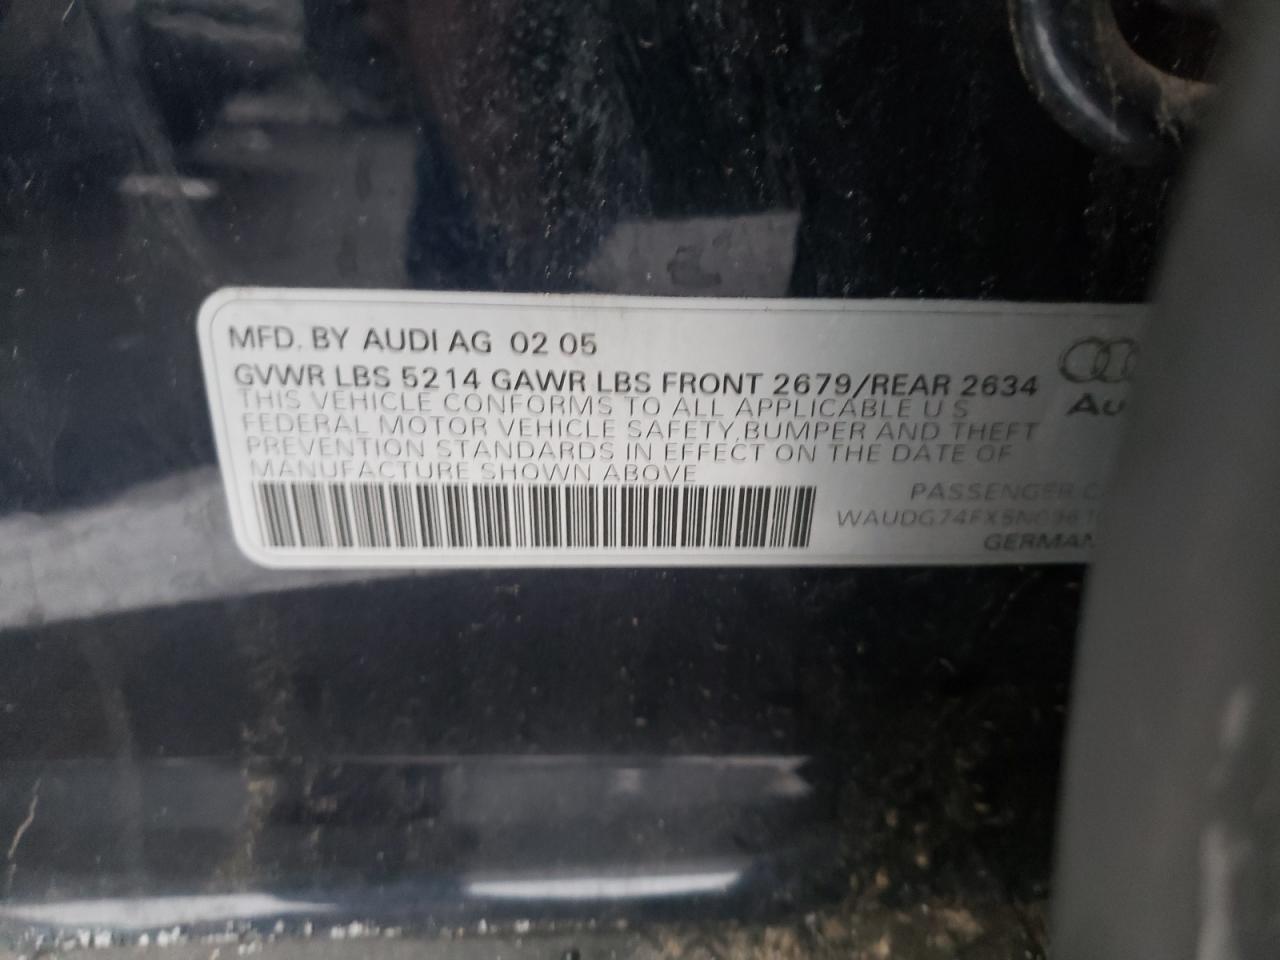 MFD. BY AUDI AG 02 05
GVWR LBS 5214 GAWR LBS FRONT 2679/REAR 2634
THIS VEHICLE CONFORMS TO ALL APPLICABLE U S
FEDERAL MOTOR VEHICLE SAFETY, BUMPER AND THEFT
PREVENTION STANDARDS IN EFFECT ON THE DATE OF
MANUFACTURE SHOWN ABOVE
PASSENGER